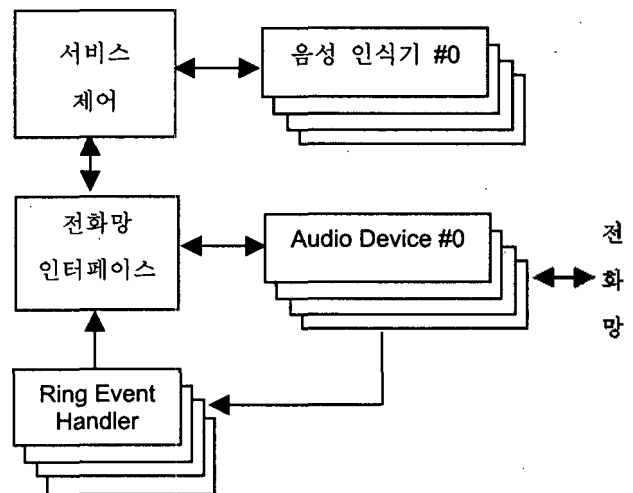 서비스
제어
음성 인식기 #0
전화망
인터페이스
Audio Device #0
전
화
망
Ring Event
Handler